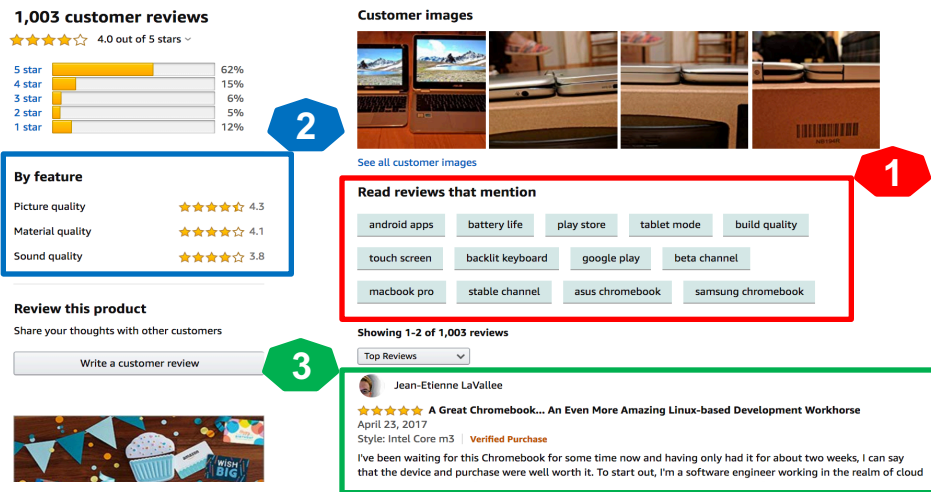 1,003 customer reviews
4.0 out of 5 stars
5 star 62%
4 star 15%
3 star 6%
2 star 5%
1 star 12%
2
By feature
Picture quality 4.3
Material quality 4.1
Sound quality 3.8
Review this product
Share your thoughts with other customers
Write a customer review
amazon
WISH
BIG
Customer images
See all customer images
1
Read reviews that mention
android apps battery life play store tablet mode build quality
touch screen backlit keyboard google play beta channel
macbook pro stable channel asus chromebook samsung chromebook
Showing 1-2 of 1,003 reviews
Top Reviews
3
Jean-Etienne LaVallee
A Great Chromebook... An Even More Amazing Linux-based Development Workhorse
April 23, 2017
Style: Intel Core m3 | Verified Purchase
I've been waiting for this Chromebook for some time now and having only had it for about two weeks, I can say
that the device and purchase were well worth it. To start out, I'm a software engineer working in the realm of cloud